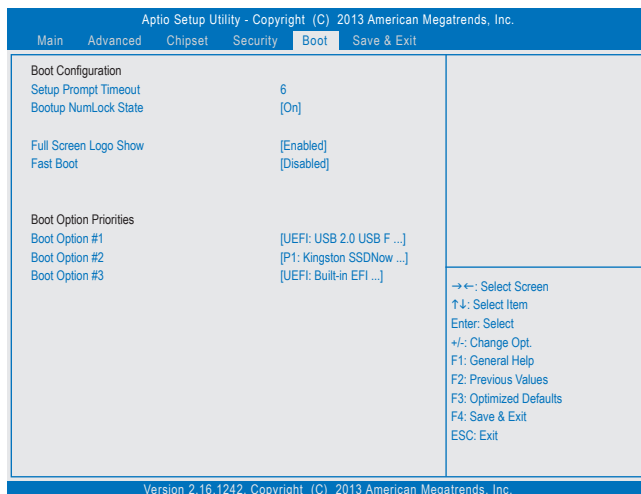 Aptio Setup Utility - Copyright (C) 2013 American Megatrends, Inc.
Main Advanced Chipset Security Boot Save & Exit
Boot Configuration
Setup Prompt Timeout 6
Bootup NumLock State [On]
Full Screen Logo Show [Enabled]
Fast Boot [Disabled]
Boot Option Priorities
Boot Option #1 [UEFI: USB 2.0 USB F ...]
Boot Option #2 [P1: Kingston SSDNow ...]
Boot Option #3 [UEFI: Built-in EFI ...]
→←: Select Screen
↑↓: Select Item
Enter: Select
+/-: Change Opt.
F1: General Help
F2: Previous Values
F3: Optimized Defaults
F4: Save & Exit
ESC: Exit
Version 2.16.1242. Copyright (C) 2013 American Megatrends, Inc.